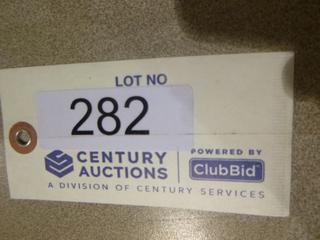 LOT NO
282
CENTURY
AUCTIONS
A DIVISION OF CENTURY SERVICES
POWERED BY
ClubBid